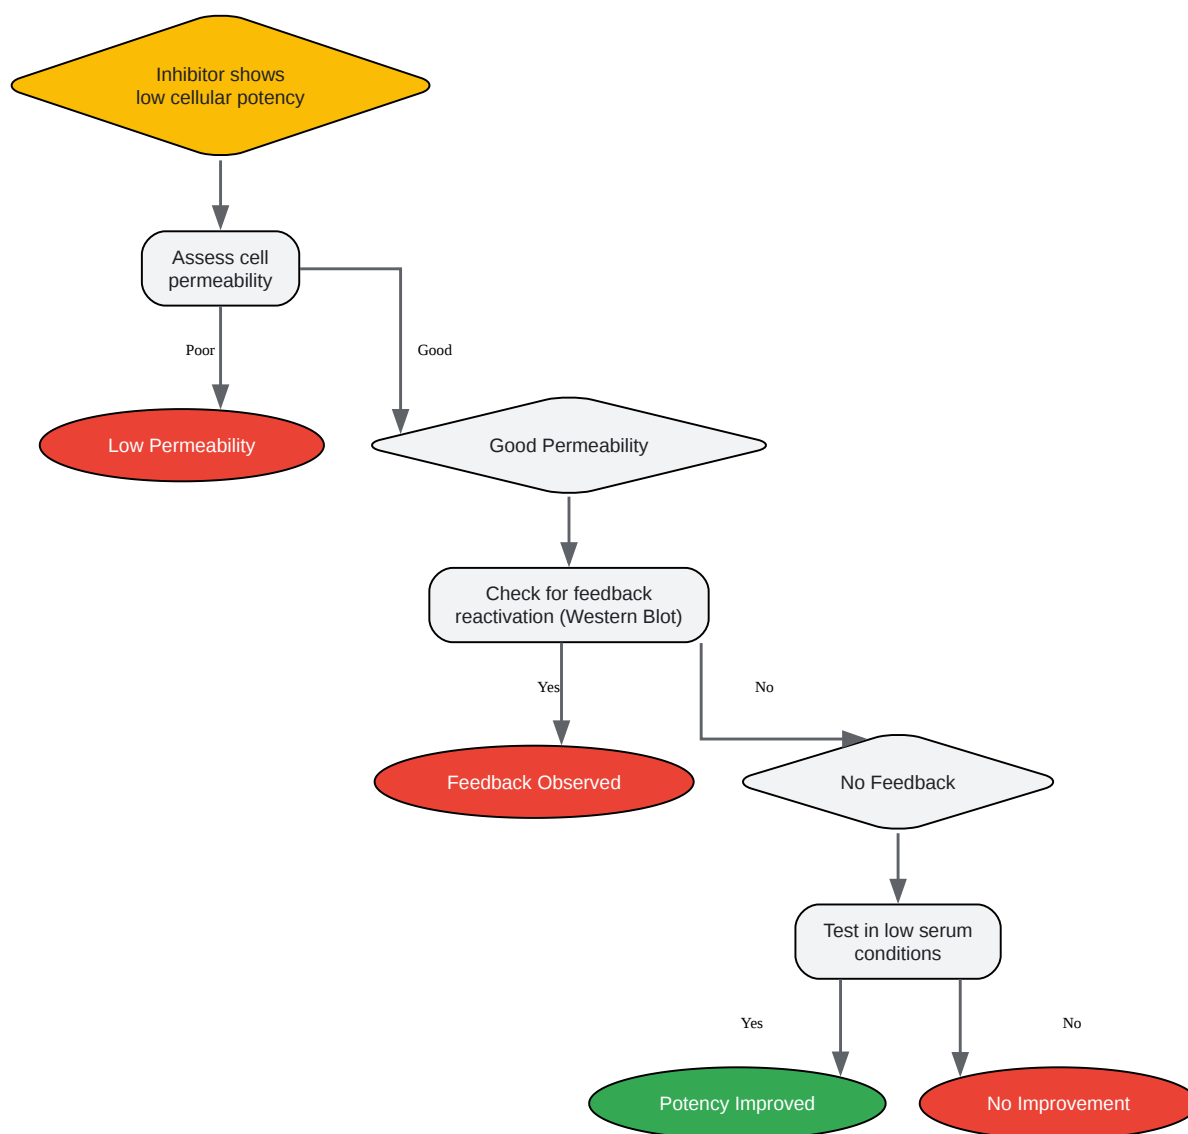 Inhibitor shows
low cellular potency
Assess cell
permeability
Poor
Good
Low Permeability
Good Permeability
Check for feedback
reactivation (Western Blot)
Yes
No
Feedback Observed
No Feedback
Test in low serum
conditions
Yes
No
Potency Improved
No Improvement